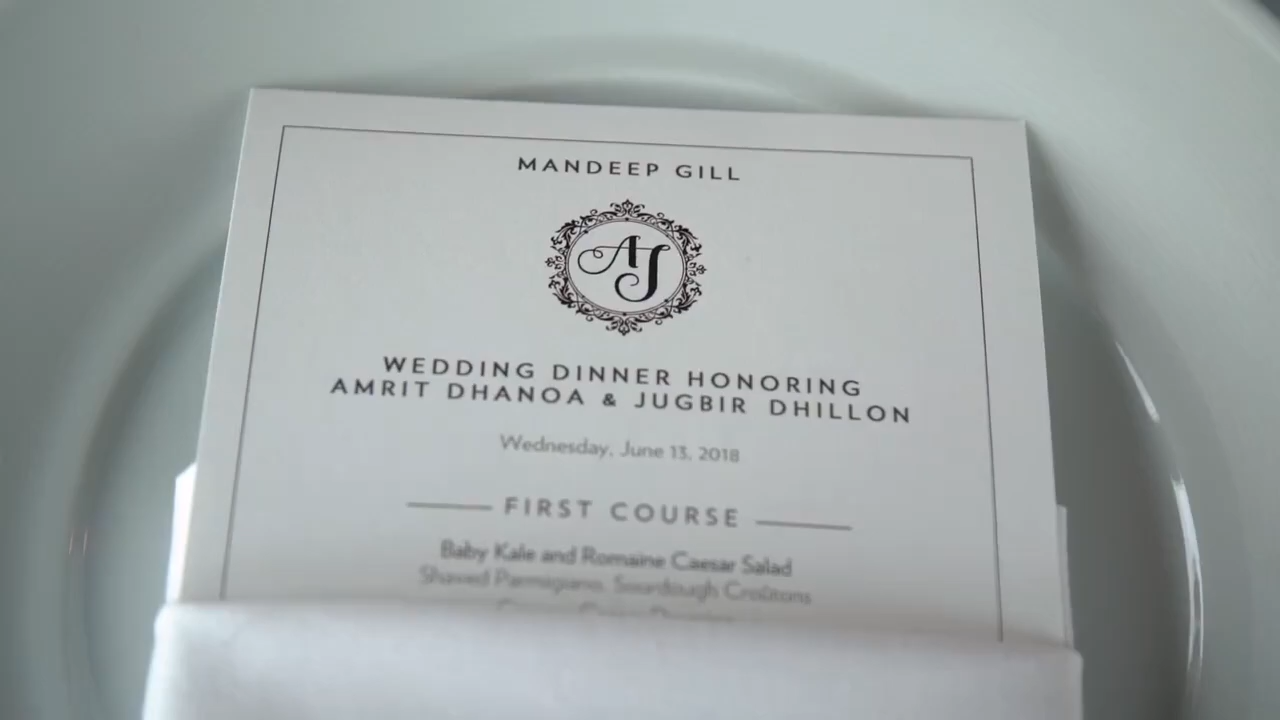 MANDEEP GILL
AJ
WEDDING DINNER HONORING
AMRIT DHANOA & JUGBIR DHILLON
Wednesday, June 13, 2018
FIRST COURSE
Baby Kale and Romaine Caesar Salad
Shaved Parmigiano, Sourdough Croûtons